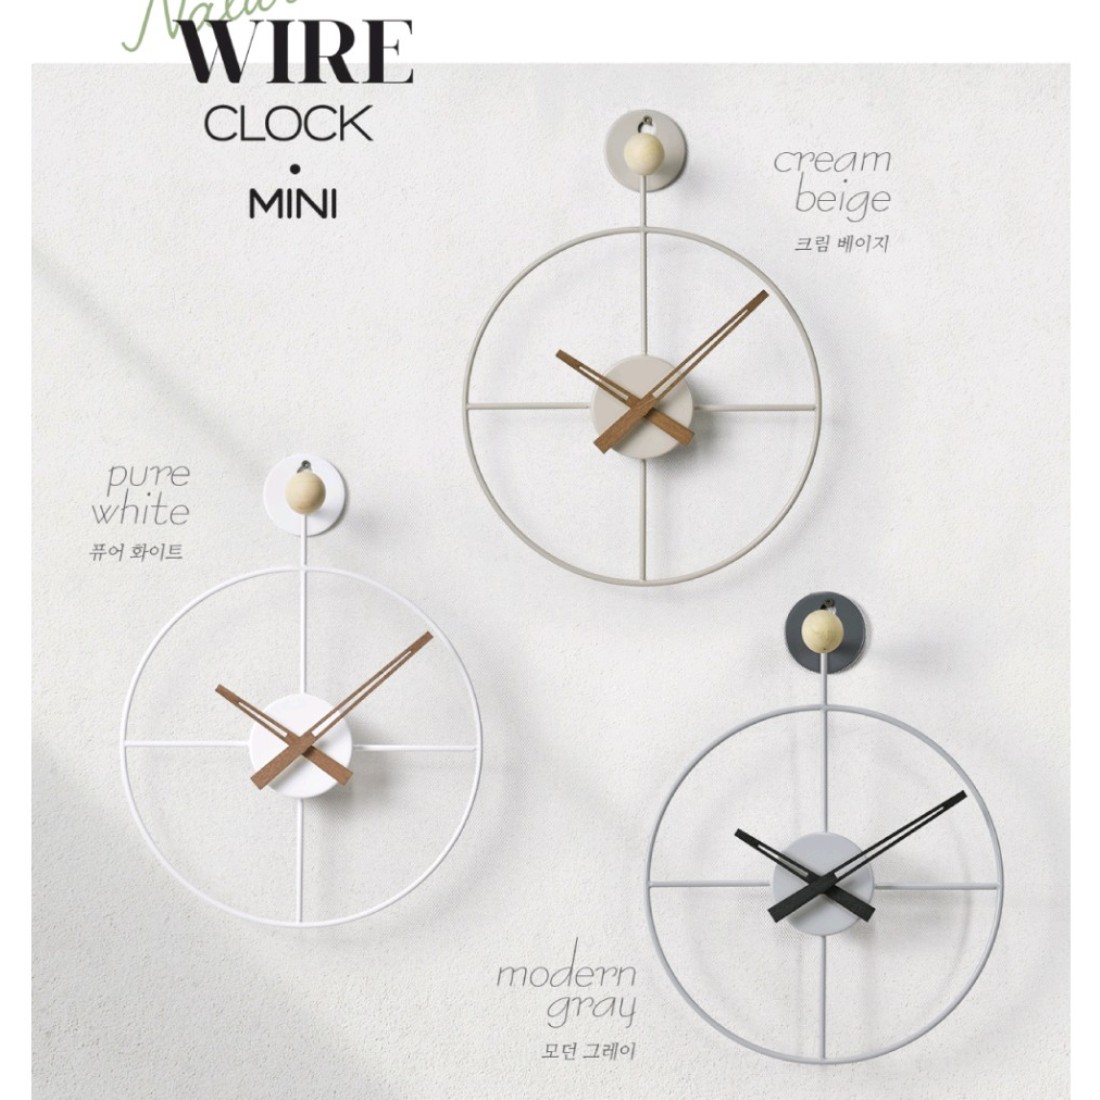 WIRE
CLOCK
MINI
cream
beige
크림 베이지
pure
white
퓨어 화이트
modern
gray
모던 그레이